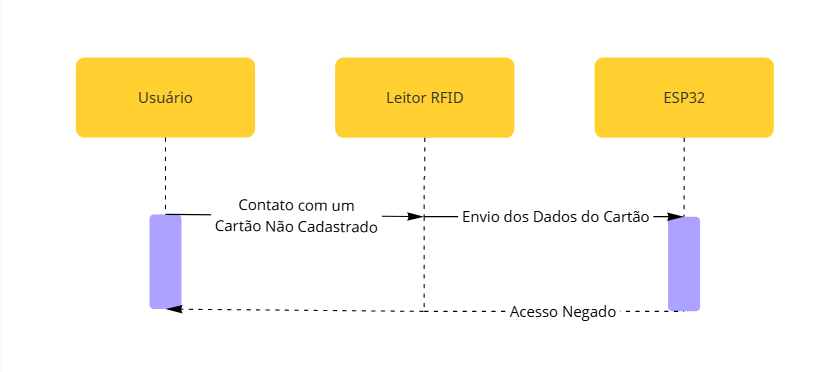 Usuário
Leitor RFID
ESP32
Contato com um
Cartão Não Cadastrado
Envio dos Dados do Cartão
Acesso Negado